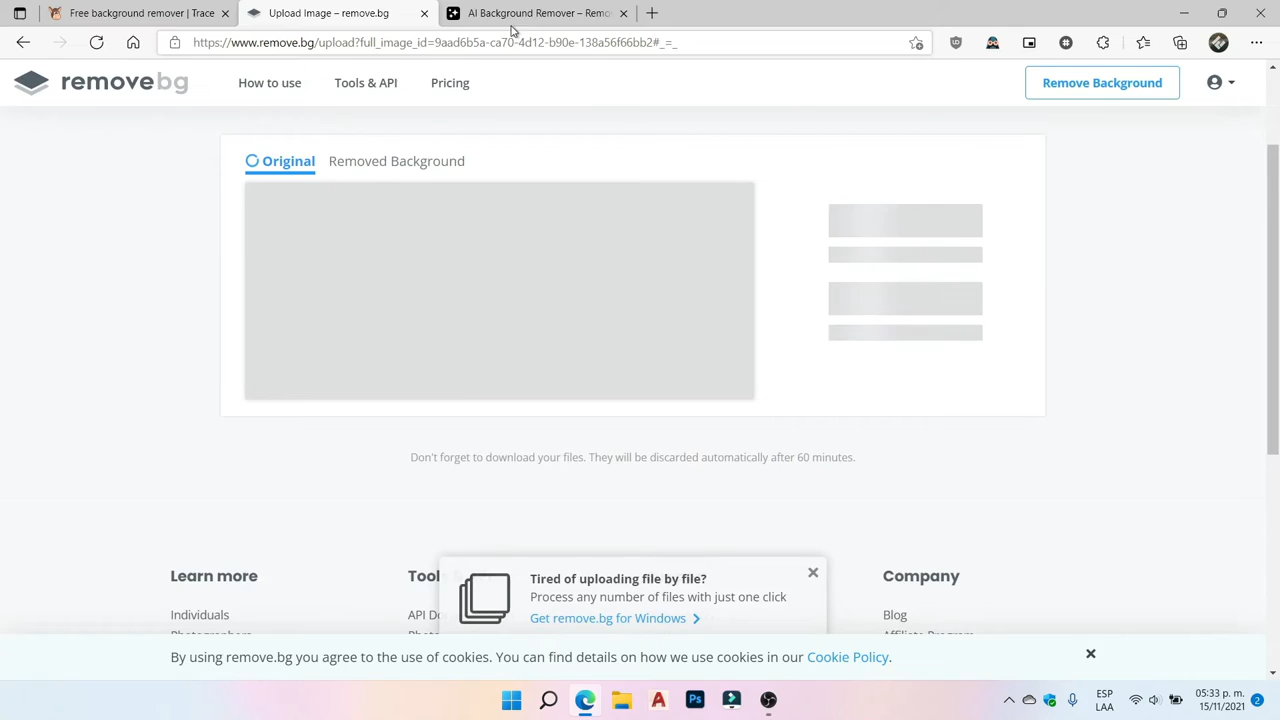 Free background remover | Trace
Upload Image – remove.bg
AI Background Remover – Remo
https://www.remove.bg/upload?full_image_id=9aad6b5a-ca70-4d12-b90e-138a56f66bb2#_=_
removebg
How to use
Tools & API
Pricing
Remove Background
Original
Removed Background
Don't forget to download your files. They will be discarded automatically after 60 minutes.
Learn more
Company
Individuals
Blog
Tired of uploading file by file?
Process any number of files with just one click
Get remove.bg for Windows
By using remove.bg you agree to the use of cookies. You can find details on how we use cookies in our Cookie Policy.
Ps
ESP
LAA
05:33 p. m.
15/11/2021
2